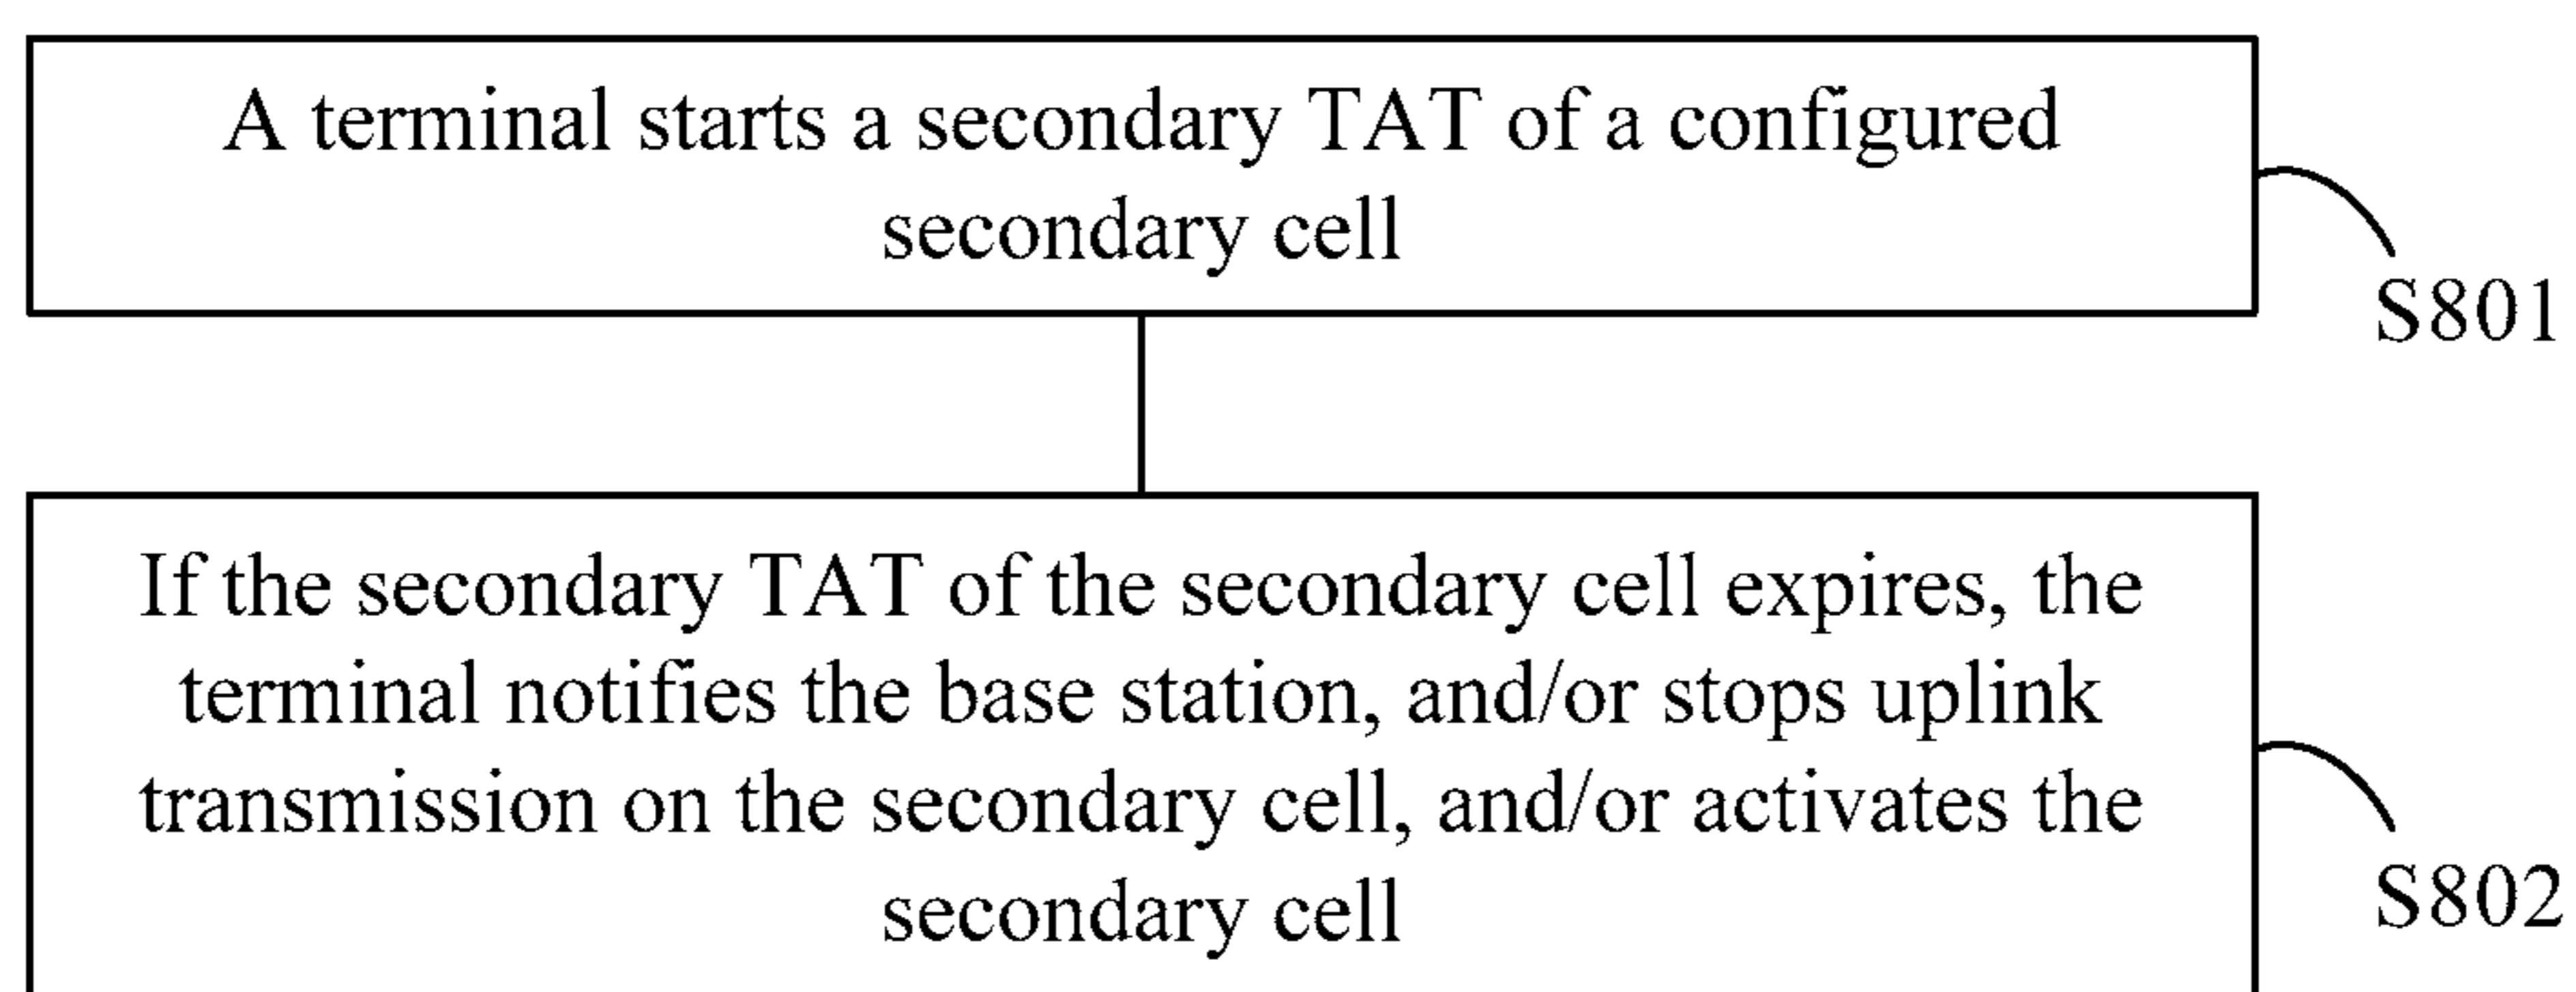 A terminal starts a secondary TAT of a configured
secondary cell
S801
If the secondary TAT of the secondary cell expires, the
terminal notifies the base station, and/or stops uplink
transmission on the secondary cell, and/or activates the
secondary cell
S802